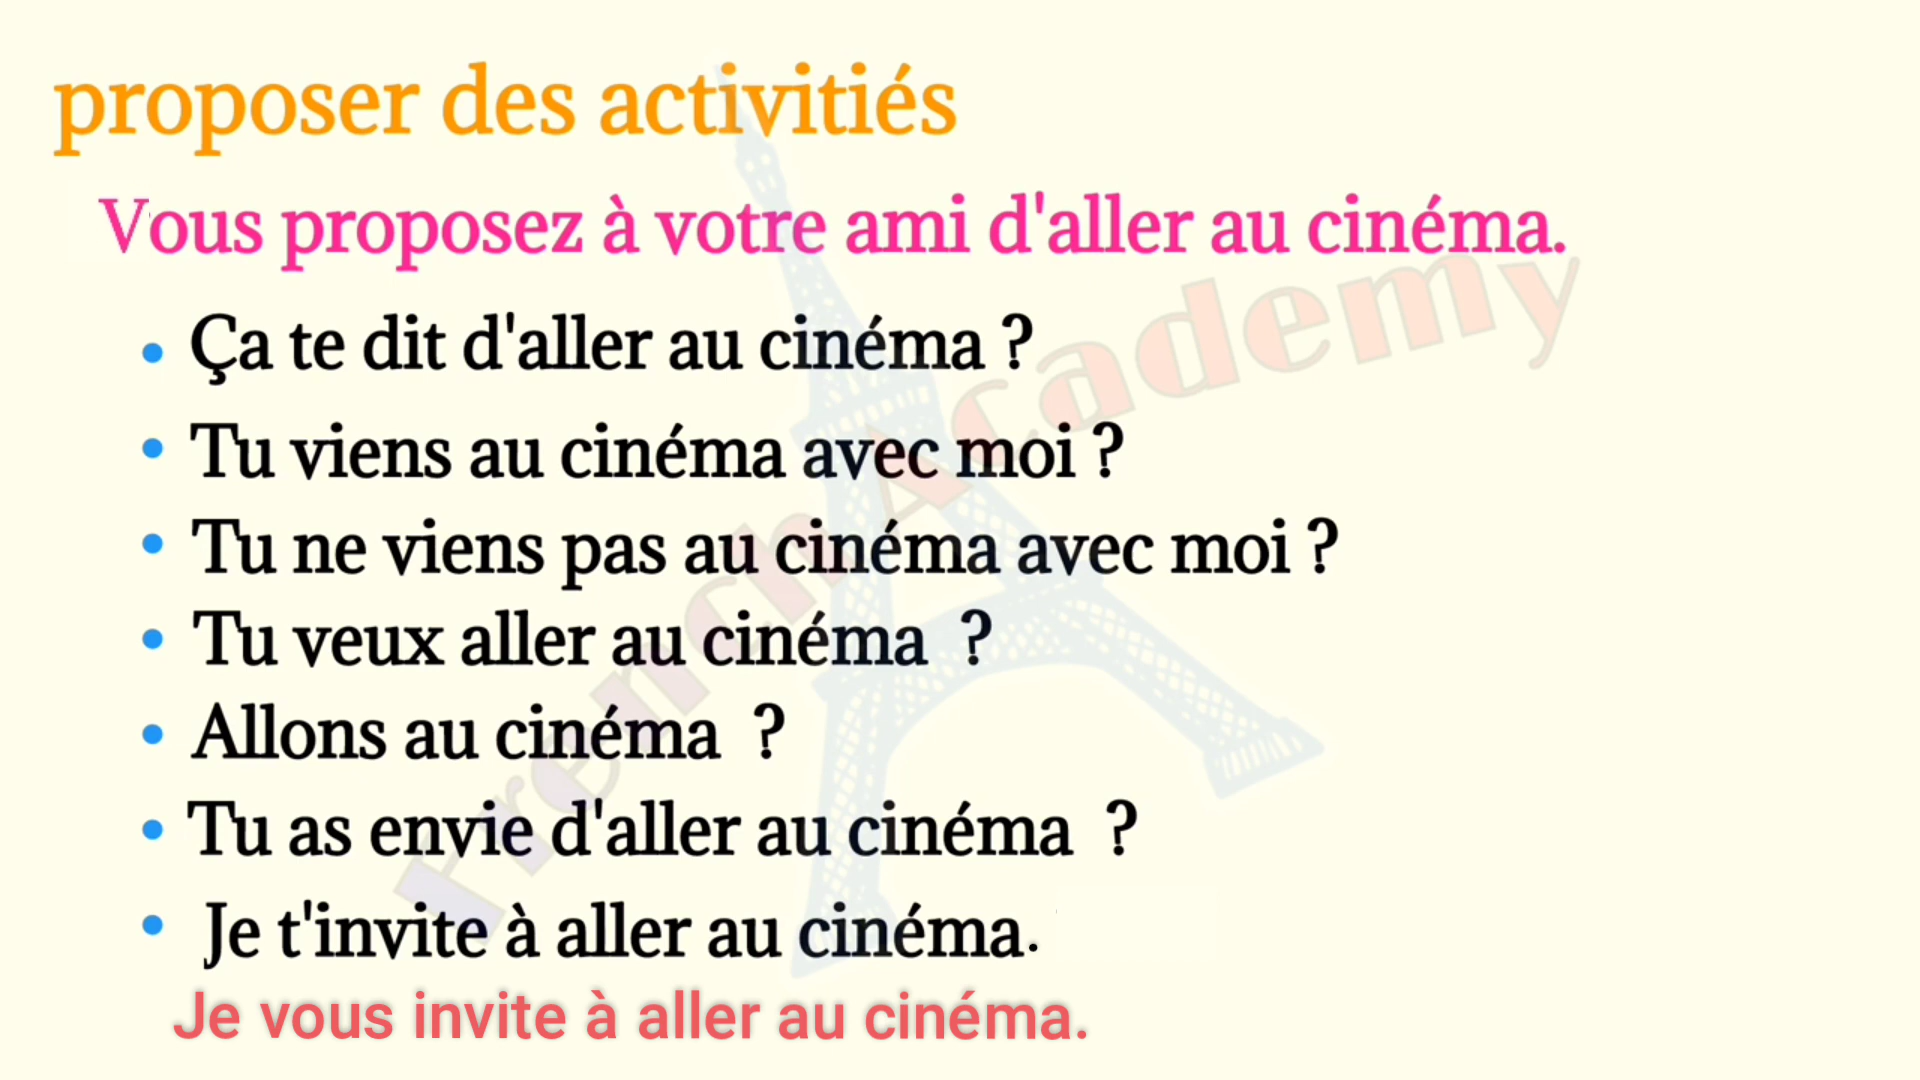 proposer des activitiés
Vous proposez à votre ami d'aller au cinéma.
• Ça te dit d'aller au cinéma ?
• Tu viens au cinéma avec moi ?
• Tu ne viens pas au cinéma avec moi ?
• Tu veux aller au cinéma ?
• Allons au cinéma ?
• Tu as envie d'aller au cinéma ?
• Je t'invite à aller au cinéma.
Je vous invite à aller au cinéma.
French Academy